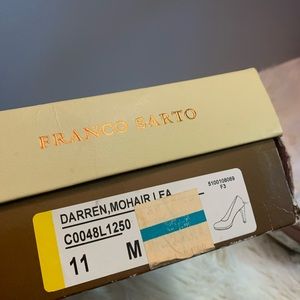 FRANCO SARTO
DARREN,MOHAIR LEA
C0048L1250
11 M
5100108069
F3